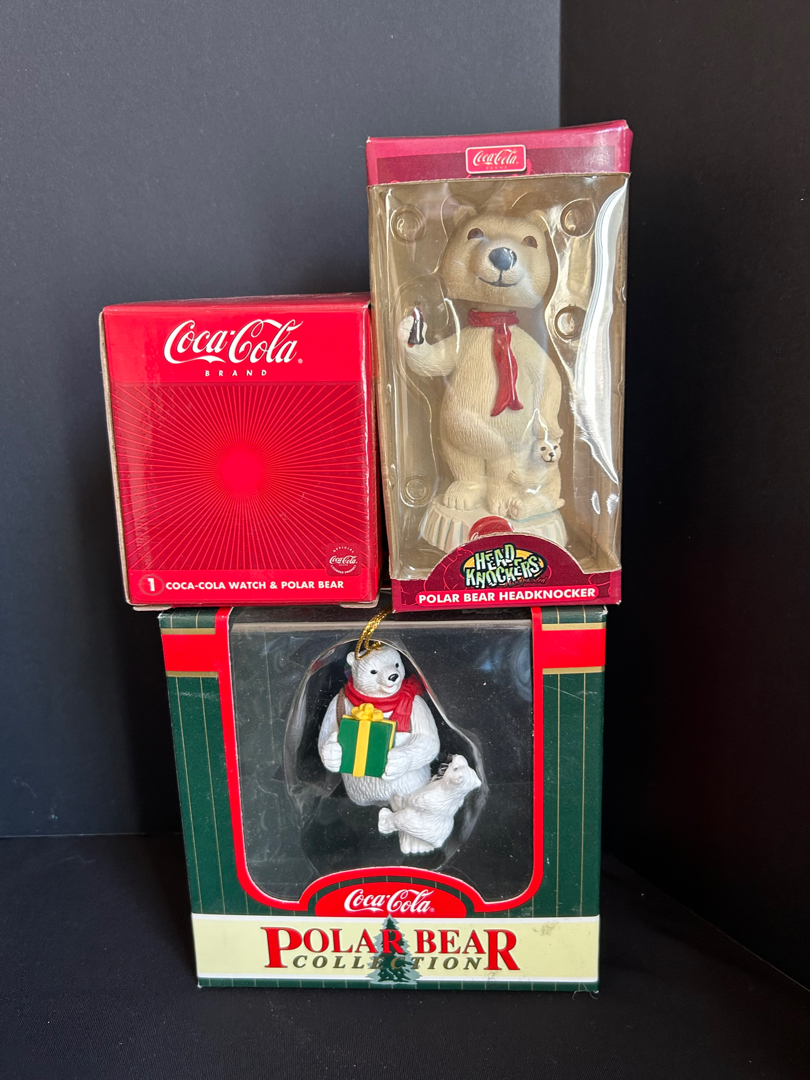 Coca-Cola
BRAND
Coca-Cola
1 COCA-COLA WATCH & POLAR BEAR
Coca-Cola
HEAD
KNOCKERS
POLAR BEAR HEADKNOCKER
Coca-Cola
POLAR BEAR
COLLECTION